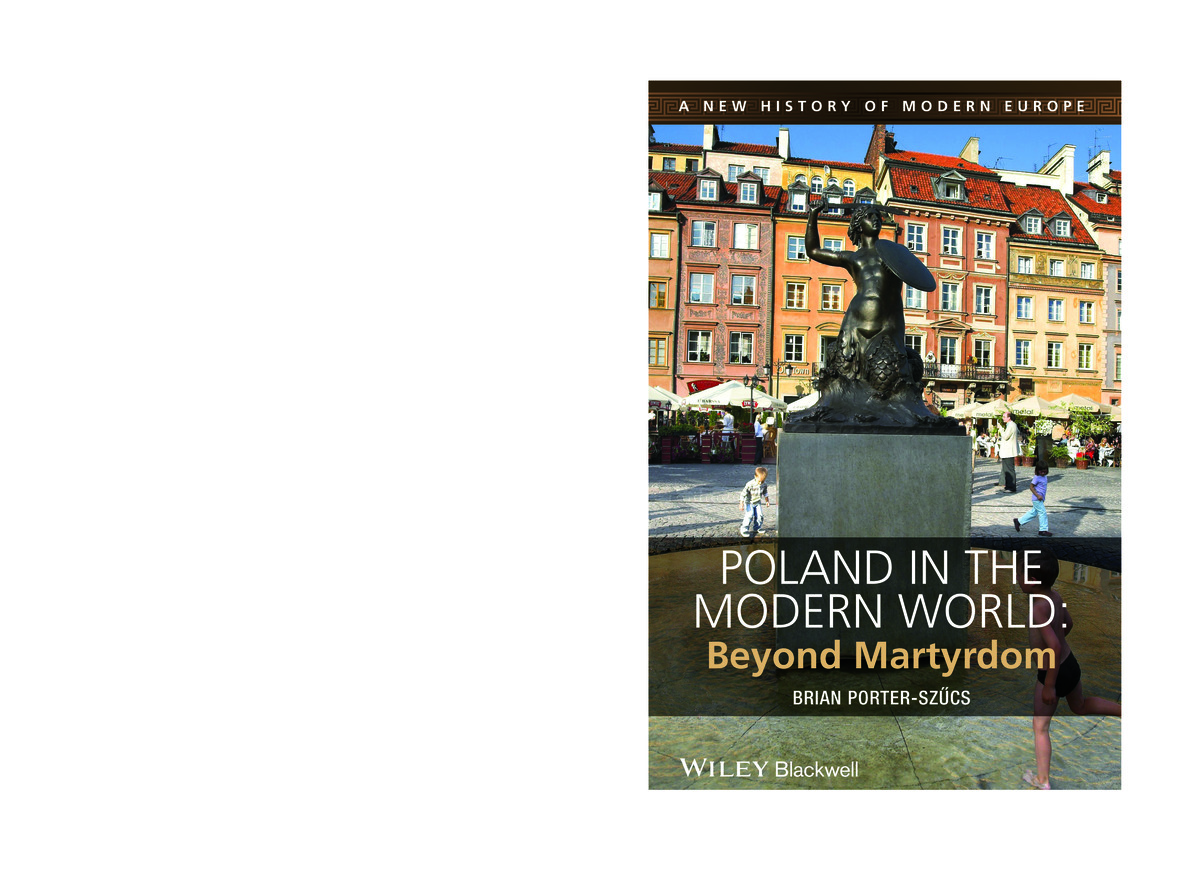 A NEW HISTORY OF MODERN EUROPE
POLAND IN THE
MODERN WORLD:
Beyond Martyrdom
BRIAN PORTER-SZŰCS
WILEY Blackwell